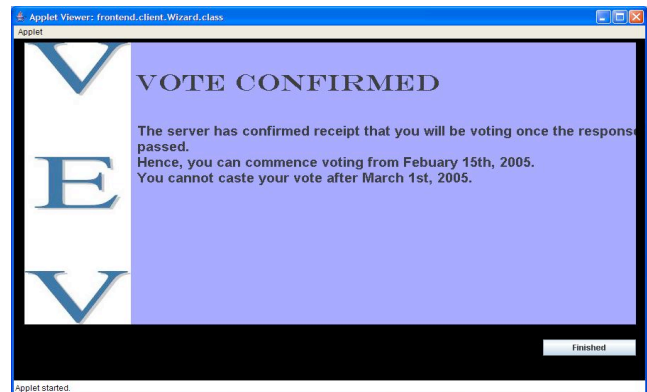 Applet Viewer: frontend.client.Wizard.class
Applet
V
E
V
VOTE CONFIRMED
The server has confirmed receipt that you will be voting once the response
passed.
Hence, you can commence voting from Febuary 15th, 2005.
You cannot caste your vote after March 1st, 2005.
Finished
Applet started.